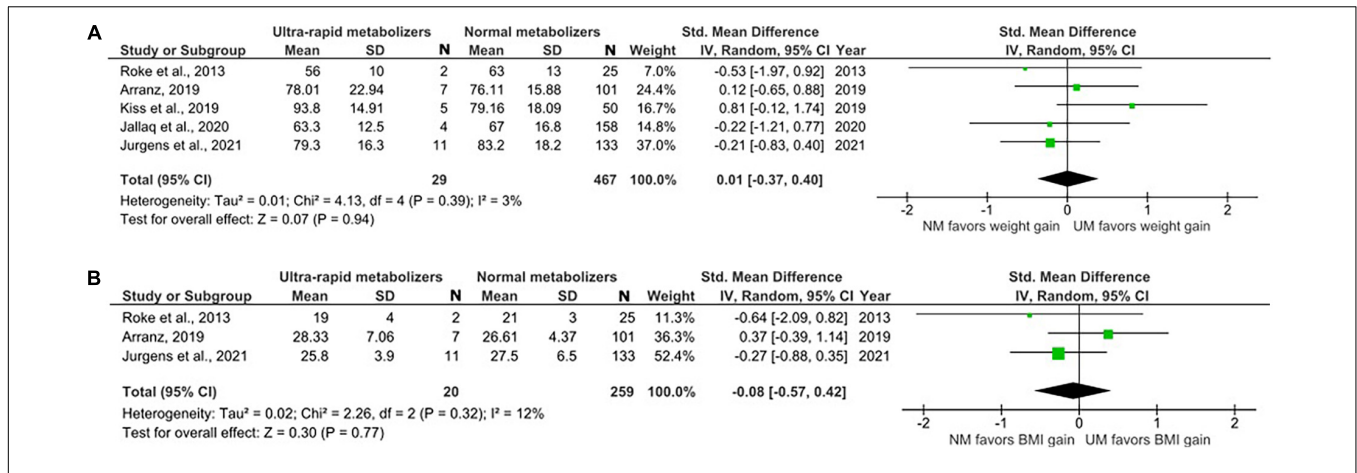 A
Ultra-rapid metabolizers Normal metabolizers Std. Mean Difference Std. Mean Difference
Study or Subgroup Mean SD N Mean SD N Weight IV, Random, 95% CI Year IV, Random, 95% CI
Roke et al., 2013 56 10 2 63 13 25 7.0% -0.53 [-1.97, 0.92] 2013
Arranz, 2019 78.01 22.94 7 76.11 15.88 101 24.4% 0.12 [-0.65, 0.88] 2019
Kiss et al., 2019 93.8 14.91 5 79.16 18.09 50 16.7% 0.81 [-0.12, 1.74] 2019
Jallaq et al., 2020 63.3 12.5 4 67 16.8 158 14.8% -0.22 [-1.21, 0.77] 2020
Jurgens et al., 2021 79.3 16.3 11 83.2 18.2 133 37.0% -0.21 [-0.83, 0.40] 2021
Total (95% CI) 29 467 100.0% 0.01 [-0.37, 0.40]
Heterogeneity: Tau² = 0.01; Chi² = 4.13, df = 4 (P = 0.39); I² = 3%
Test for overall effect: Z = 0.07 (P = 0.94)
-2 -1 0 1 2
NM favors weight gain UM favors weight gain
B
Ultra-rapid metabolizers Normal metabolizers Std. Mean Difference Std. Mean Difference
Study or Subgroup Mean SD N Mean SD N Weight IV, Random, 95% CI Year IV, Random, 95% CI
Roke et al., 2013 19 4 2 21 3 25 11.3% -0.64 [-2.09, 0.82] 2013
Arranz, 2019 28.33 7.06 7 26.61 4.37 101 36.3% 0.37 [-0.39, 1.14] 2019
Jurgens et al., 2021 25.8 3.9 11 27.5 6.5 133 52.4% -0.27 [-0.88, 0.35] 2021
Total (95% CI) 20 259 100.0% -0.08 [-0.57, 0.42]
Heterogeneity: Tau² = 0.02; Chi² = 2.26, df = 2 (P = 0.32); I² = 12%
Test for overall effect: Z = 0.30 (P = 0.77)
-2 -1 0 1 2
NM favors BMI gain UM favors BMI gain